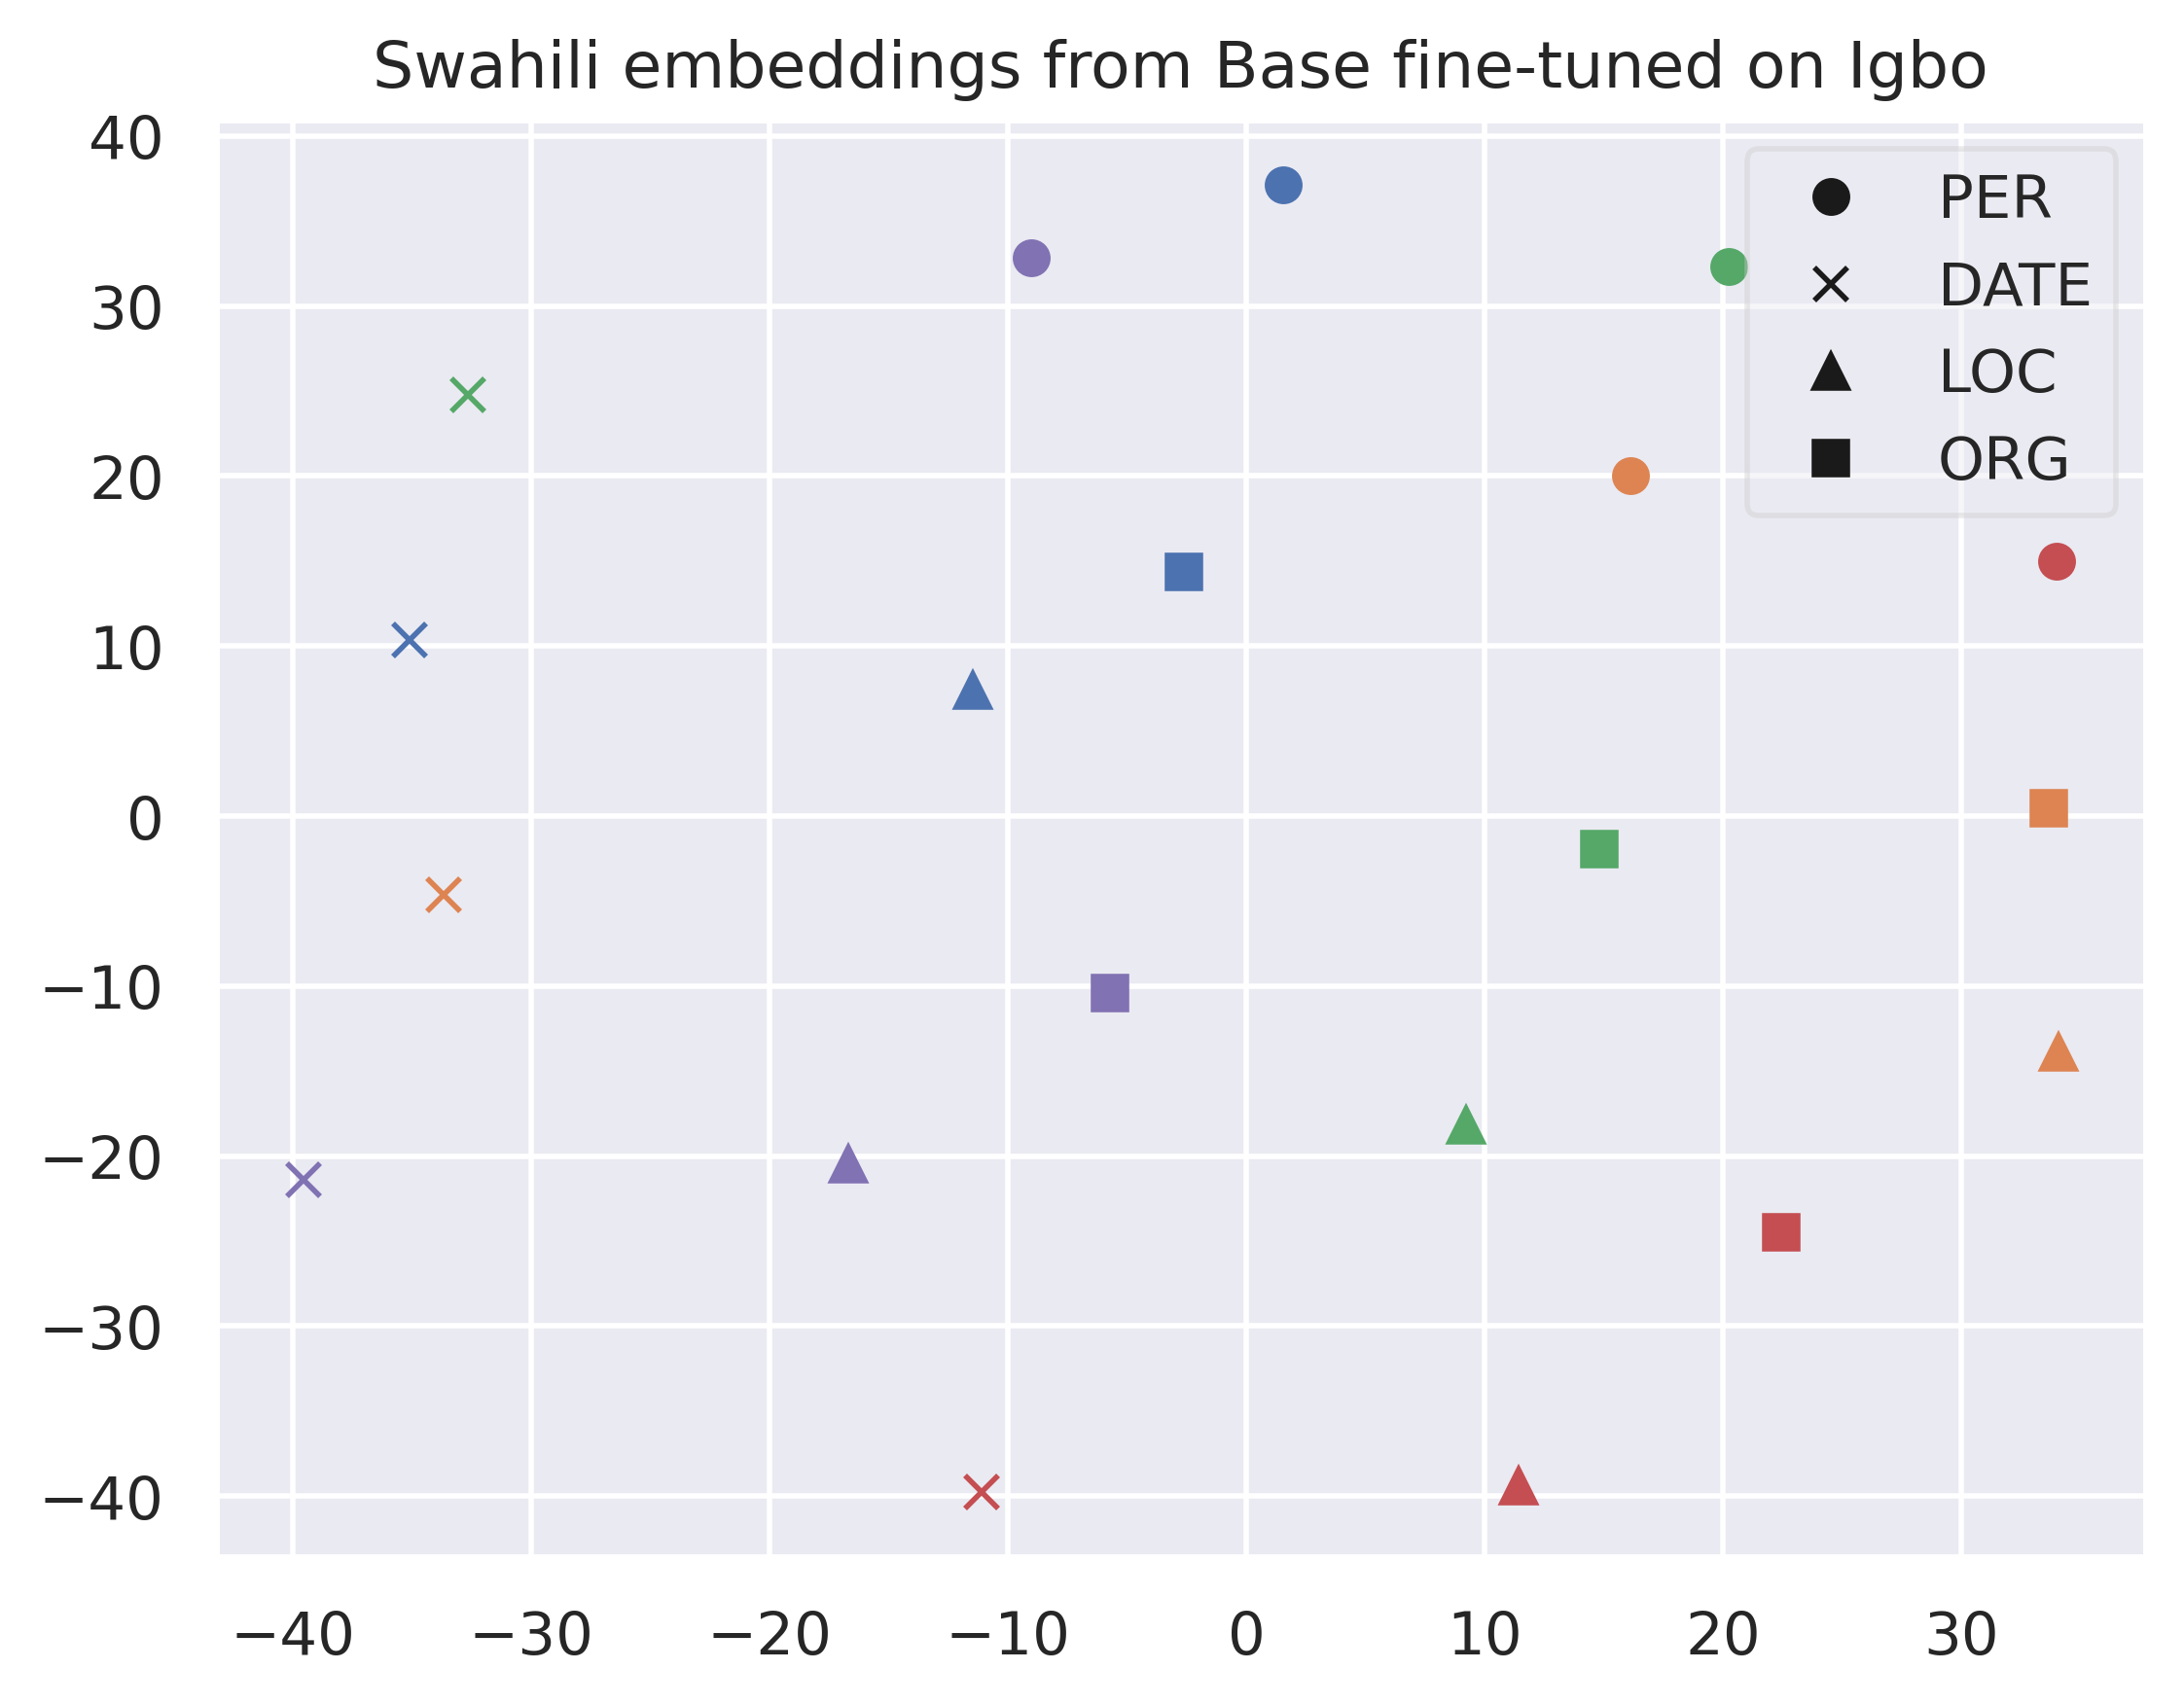 Swahili embeddings from Base fine-tuned on Igbo
40
30
20
10
0
−10
−20
−30
−40
−40 −30 −20 −10 0 10 20 30
PER
DATE
LOC
ORG